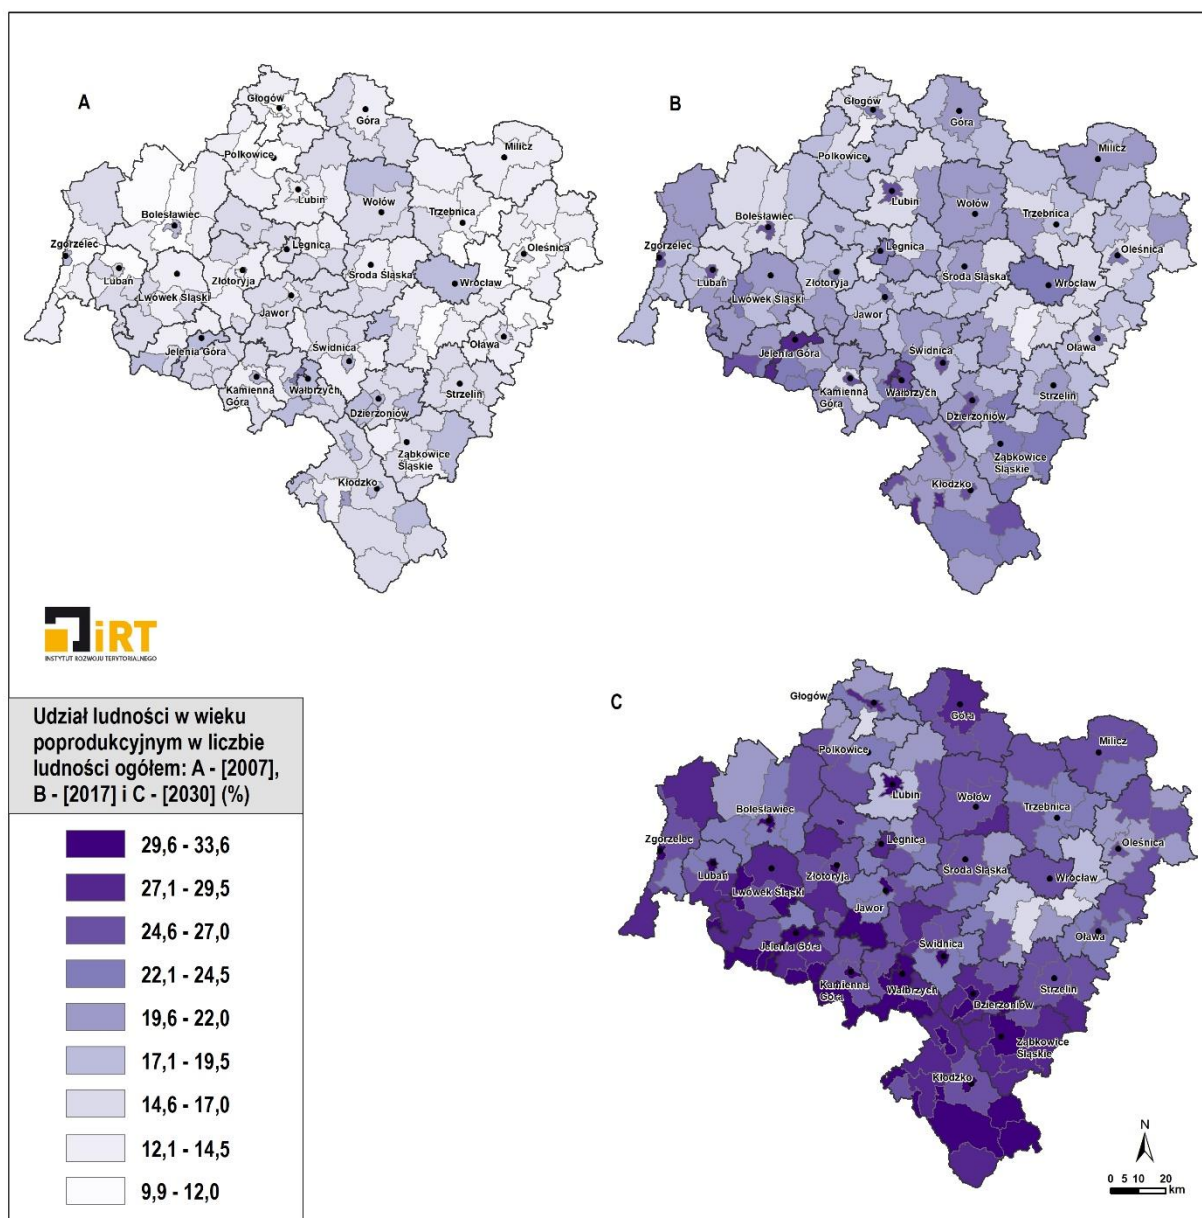 A
Głogów
Góra
Milicz
Polkowice
Lubin
Wołów
Trzebnica
Bolesławiec
Oleśnica
Zgorzelec
Legnica
Lubań
Złotoryja
Środa Śląska
Wrocław
Lwówek Śląski
Jawor
Jelenia Góra
Świdnica
Oława
Kamienna
Góra
Wałbrzych
Strzelin
Dzierżoniów
Ząbkowice
Śląskie
Kłodzko
B
Głogów
Góra
Milicz
Polkowice
Lubin
Wołów
Trzebnica
Bolesławiec
Oleśnica
Zgorzelec
Legnica
Lubań
Złotoryja
Środa Śląska
Wrocław
Lwówek Śląski
Jawor
Jelenia Góra
Świdnica
Oława
Kamienna
Góra
Wałbrzych
Strzelin
Dzierżoniów
Ząbkowice
Śląskie
Kłodzko
iRT
INSTYTUT ROZWOJU TERYTORIALNEGO
Udział ludności w wieku
poprodukcyjnym w liczbie
ludności ogółem: A - [2007],
B - [2017] i C - [2030] (%)
29,6 - 33,6
27,1 - 29,5
24,6 - 27,0
22,1 - 24,5
19,6 - 22,0
17,1 - 19,5
14,6 - 17,0
12,1 - 14,5
9,9 - 12,0
C
Głogów
Góra
Milicz
Polkowice
Lubin
Wołów
Trzebnica
Bolesławiec
Oleśnica
Zgorzelec
Legnica
Lubań
Złotoryja
Środa Śląska
Wrocław
Lwówek Śląski
Jawor
Jelenia Góra
Świdnica
Oława
Kamienna
Góra
Wałbrzych
Strzelin
Dzierżoniów
Ząbkowice
Śląskie
Kłodzko
N
0 5 10 20
km